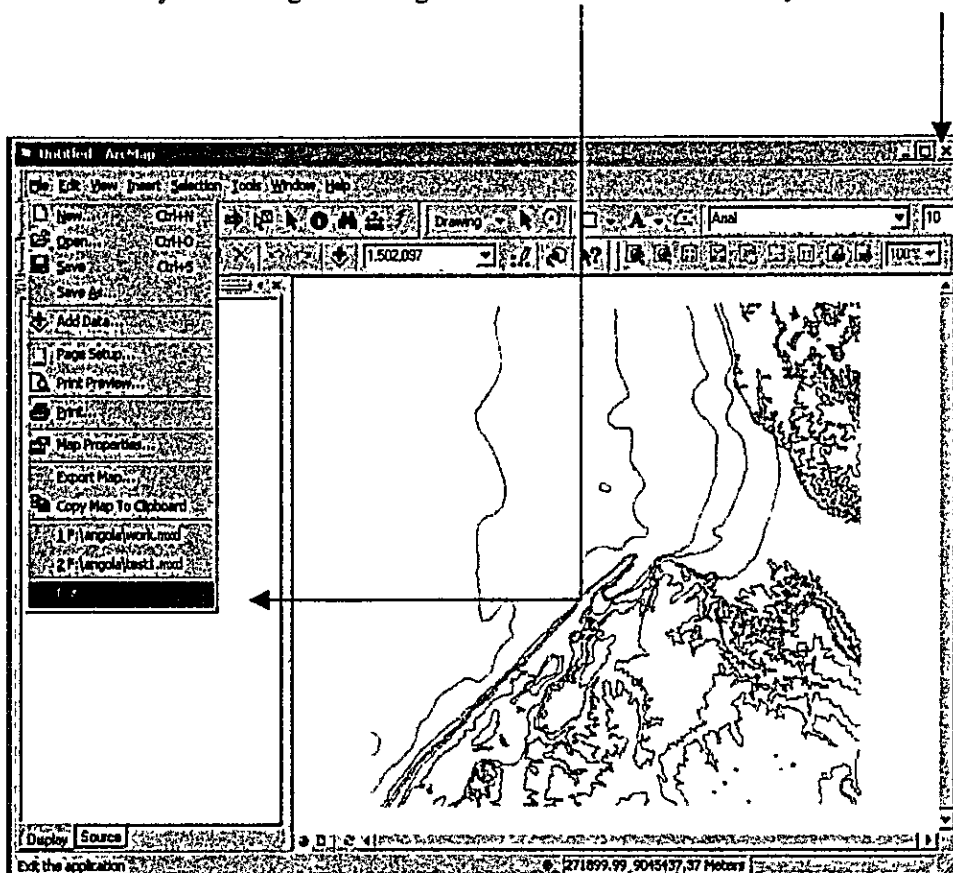 Untitled - ArcMap
File Edit View Insert Selection Tools Window Help
New... Ctrl+N
Open... Ctrl+O
Save Ctrl+S
Save As...
Add Data...
Page Setup...
Print Preview...
Print...
Map Properties...
Export Map...
Copy Map To Clipboard
1 F:\angola\work.mxd
2 F:\angola\test1.mxd
Drawing A Arial 10
1:502,097 100%
Display Source
Exit the application 271899.99 9045437.37 Meters